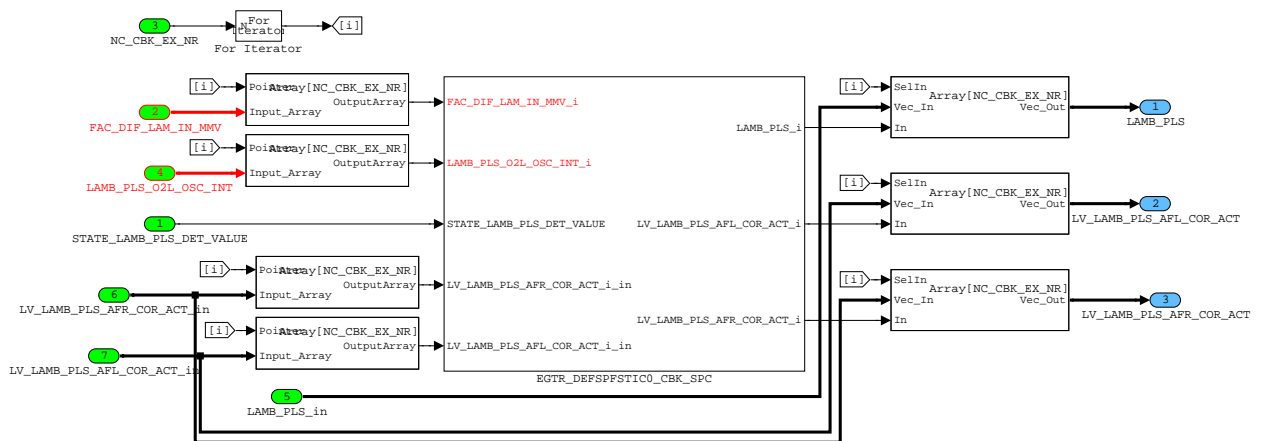 3
NC_CBK_EX_NR
N
For
Iterator
For Iterator
[i]
[i]
Pointer
Array[NC_CBK_EX_NR]
OutputArray
Input_Array
2
FAC_DIF_LAM_IN_MMV
[i]
Pointer
Array[NC_CBK_EX_NR]
OutputArray
Input_Array
4
LAMB_PLS_O2L_OSC_INT
1
STATE_LAMB_PLS_DET_VALUE
[i]
Pointer
Array[NC_CBK_EX_NR]
OutputArray
Input_Array
6
LV_LAMB_PLS_AFR_COR_ACT_in
[i]
Pointer
Array[NC_CBK_EX_NR]
OutputArray
Input_Array
7
LV_LAMB_PLS_AFL_COR_ACT_in
5
LAMB_PLS_in
FAC_DIF_LAM_IN_MMV_i
LAMB_PLS_O2L_OSC_INT_i
STATE_LAMB_PLS_DET_VALUE
LV_LAMB_PLS_AFR_COR_ACT_i_in
LV_LAMB_PLS_AFL_COR_ACT_i_in
LAMB_PLS_i
LV_LAMB_PLS_AFL_COR_ACT_i
LV_LAMB_PLS_AFR_COR_ACT_i
EGTR_DEFSPFSTIC0_CBK_SPC
[i]
SelIn
Array[NC_CBK_EX_NR]
Vec_In
Vec_Out
In
1
LAMB_PLS
[i]
SelIn
Array[NC_CBK_EX_NR]
Vec_In
Vec_Out
In
2
LV_LAMB_PLS_AFL_COR_ACT
[i]
SelIn
Array[NC_CBK_EX_NR]
Vec_In
Vec_Out
In
3
LV_LAMB_PLS_AFR_COR_ACT